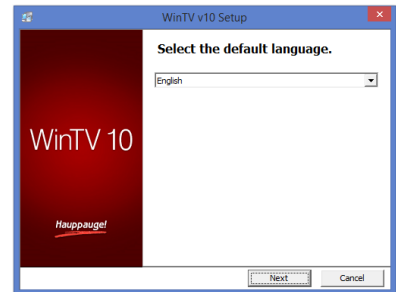 WinTV v10 Setup
Select the default language.
English
WinTV 10
Hauppauge!
Next
Cancel